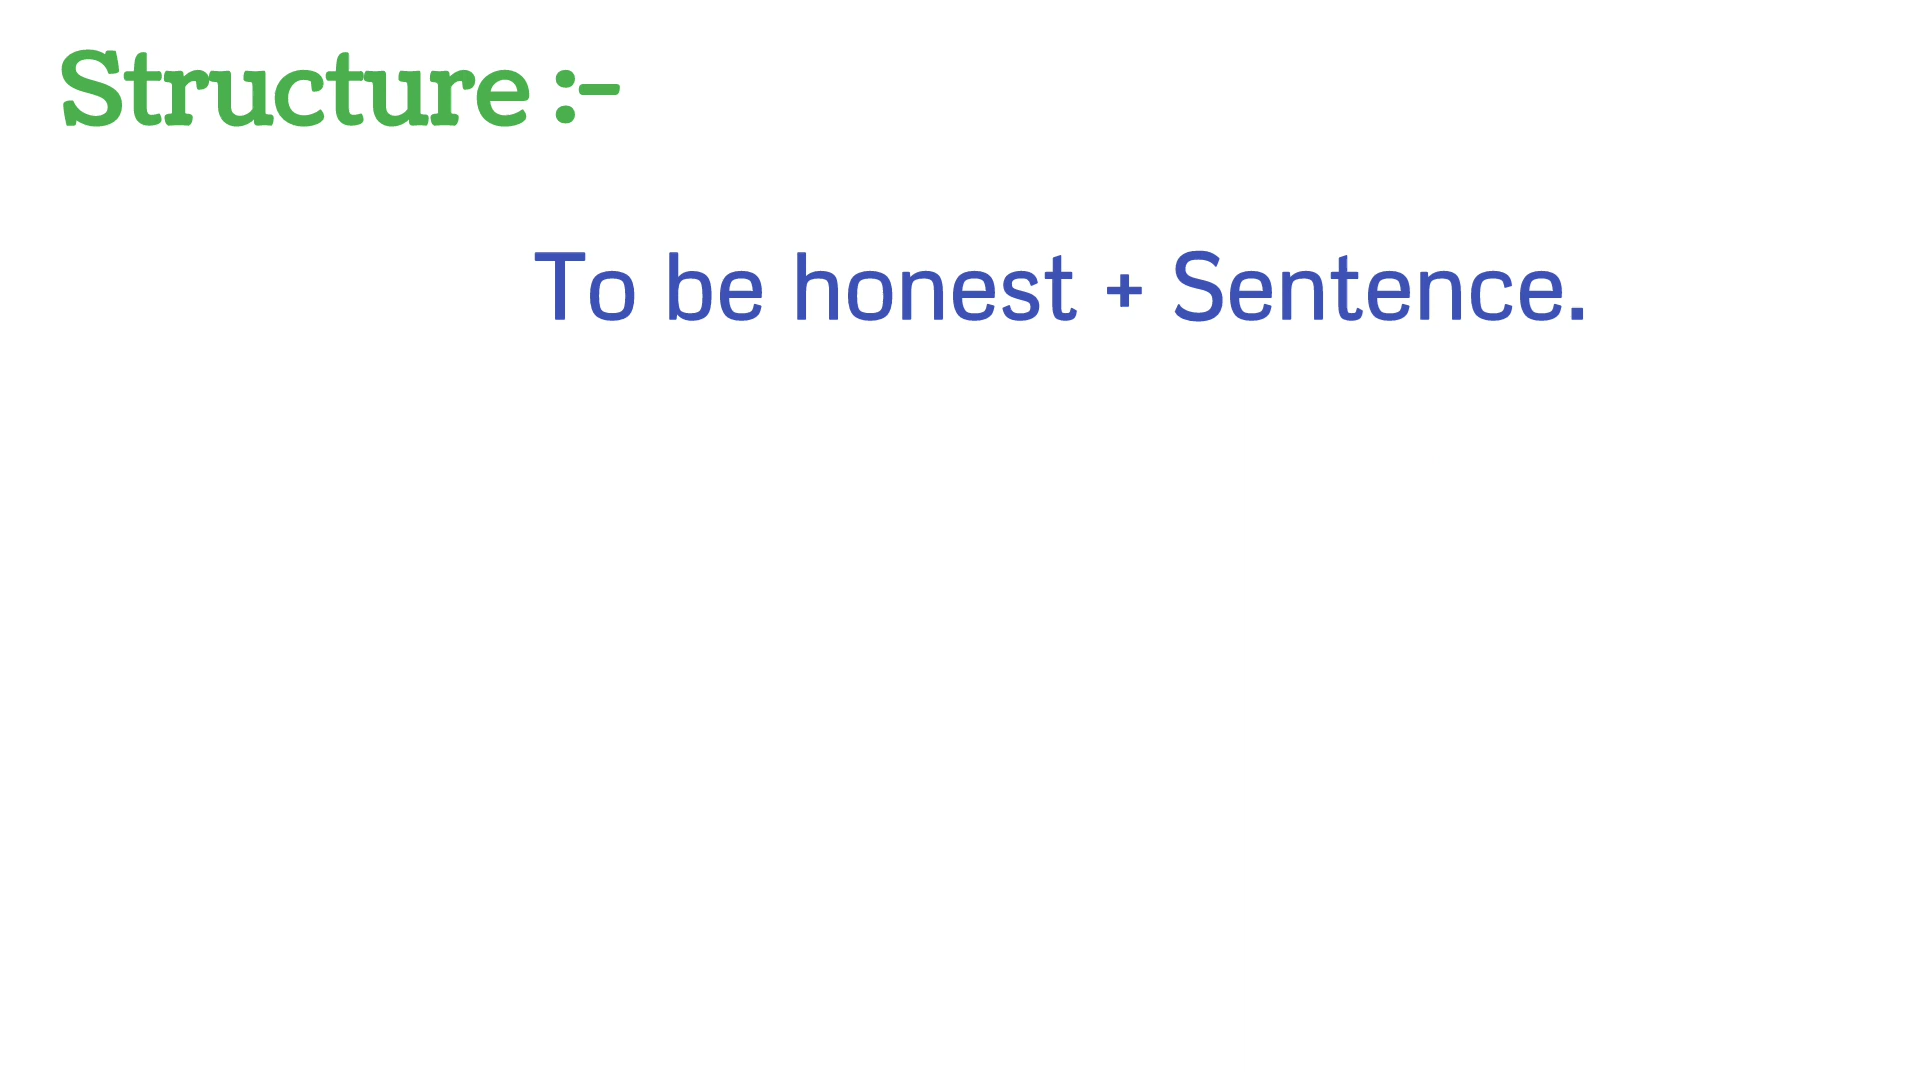 Structure :-
To be honest + Sentence.